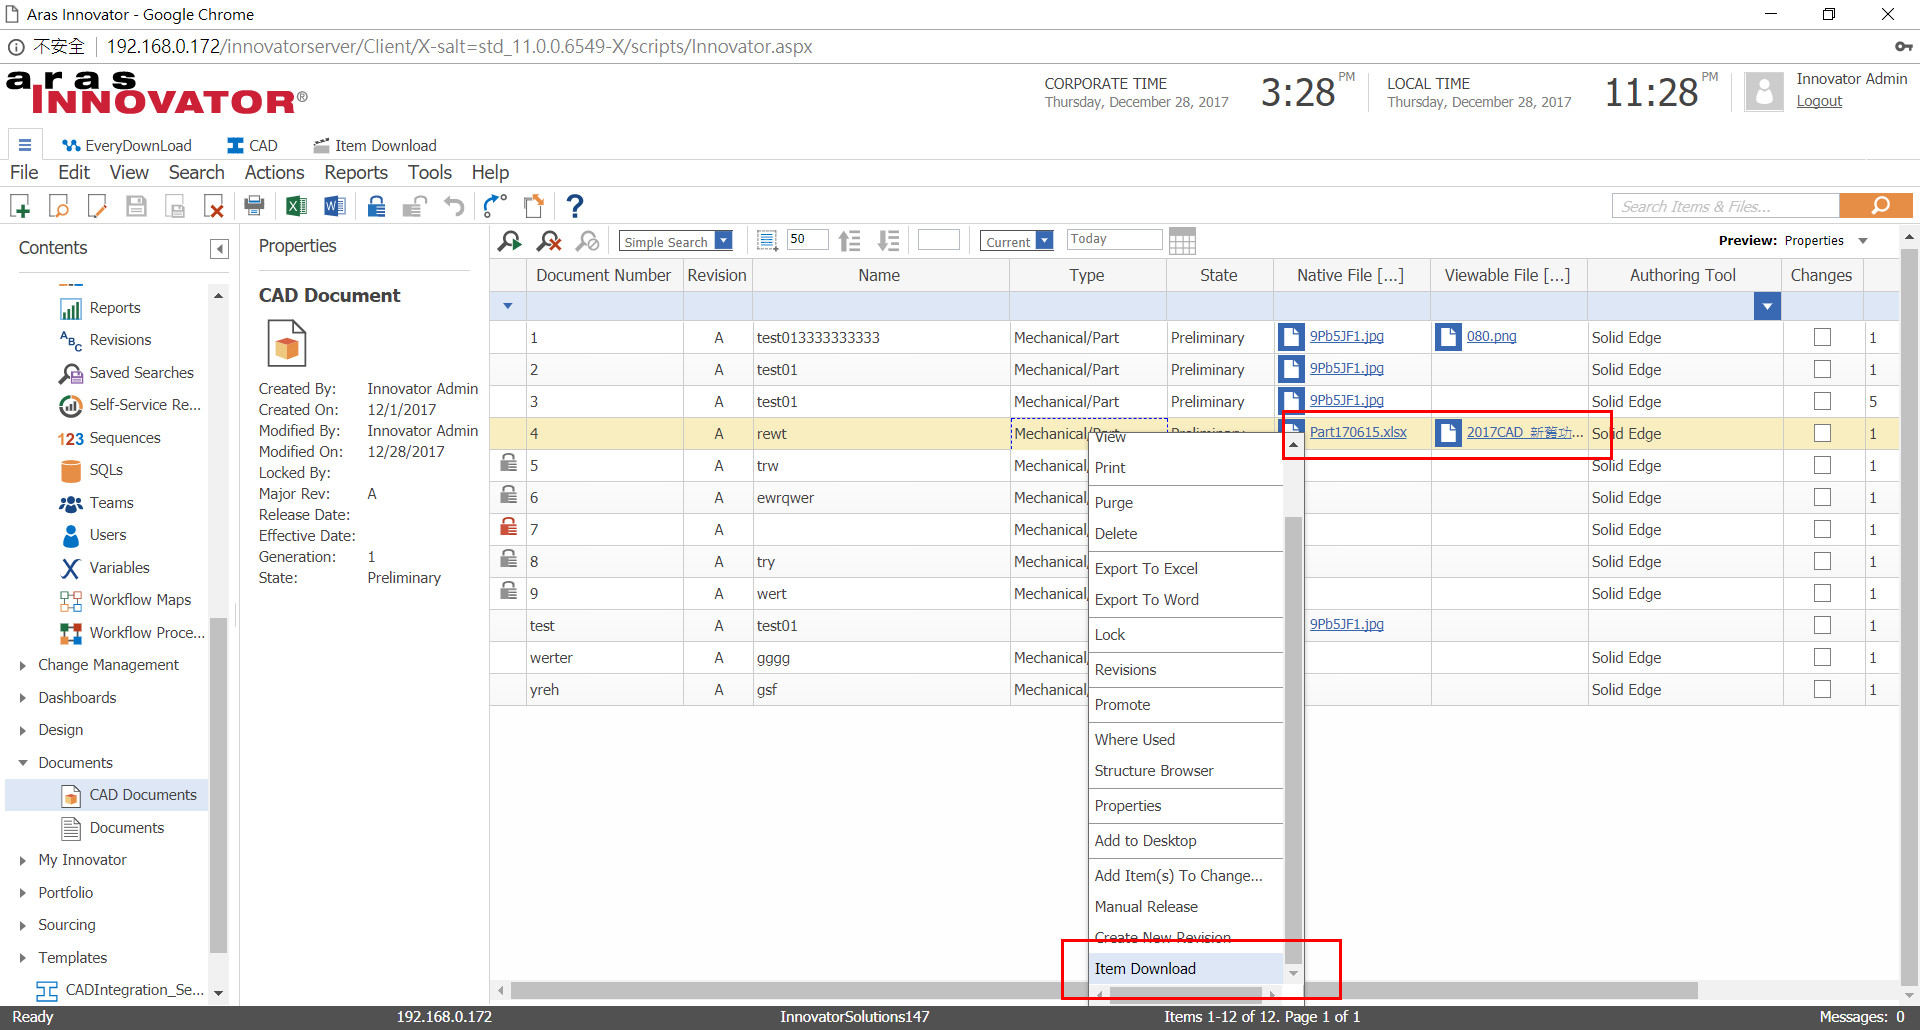 Aras Innovator - Google Chrome
不安全 192.168.0.172/innovatorserver/Client/X-salt=std_11.0.0.6549-X/scripts/Innovator.aspx
aras INNOVATOR®
CORPORATE TIME
Thursday, December 28, 2017
3:28 PM
LOCAL TIME
Thursday, December 28, 2017
11:28 PM
Innovator Admin
Logout
EveryDownLoad CAD Item Download
File Edit View Search Actions Reports Tools Help
Search Items & Files...
Contents
Reports
Revisions
Saved Searches
Self-Service Re...
Sequences
SQLs
Teams
Users
Variables
Workflow Maps
Workflow Proce...
Change Management
Dashboards
Design
Documents
CAD Documents
Documents
My Innovator
Portfolio
Sourcing
Templates
CADIntegration_Se...
Properties
CAD Document
Created By: Innovator Admin
Created On: 12/1/2017
Modified By: Innovator Admin
Modified On: 12/28/2017
Locked By:
Major Rev: A
Release Date:
Effective Date:
Generation: 1
State: Preliminary
Simple Search 50 Current Today Preview: Properties
Document Number Revision Name Type State Native File [...] Viewable File [...] Authoring Tool Changes
1 A test013333333333 Mechanical/Part Preliminary 9Pb5JF1.jpg 080.png Solid Edge 1
2 A test01 Mechanical/Part Preliminary 9Pb5JF1.jpg Solid Edge 1
3 A test01 Mechanical/Part Preliminary 9Pb5JF1.jpg Solid Edge 5
4 A rewt Mechanical/Part Preliminary Part170615.xlsx 2017CAD_新舊功... Solid Edge 1
5 A trw Mechanical/ Solid Edge 1
6 A ewrqwer Mechanical/ Solid Edge 1
7 A Mechanical/ Solid Edge 1
8 A try Mechanical/ Solid Edge 1
9 A wert Mechanical/ Solid Edge 1
test A test01 9Pb5JF1.jpg 1
werter A gggg Mechanical/ Solid Edge 1
yreh A gsf Mechanical/ Solid Edge 1
View
Print
Purge
Delete
Export To Excel
Export To Word
Lock
Revisions
Promote
Where Used
Structure Browser
Properties
Add to Desktop
Add Item(s) To Change...
Manual Release
Create New Revision
Item Download
Ready 192.168.0.172 InnovatorSolutions147 Items 1-12 of 12. Page 1 of 1 Messages: 0